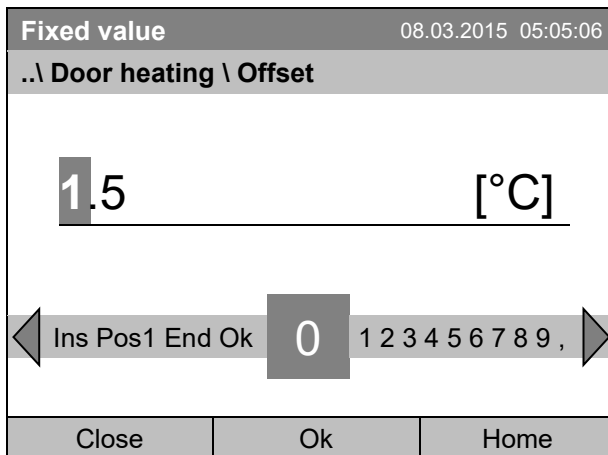 Fixed value 08.03.2015 05:05:06
..\ Door heating \ Offset
1.5 [°C]
Ins Pos1 End Ok 0 1 2 3 4 5 6 7 8 9 ,
Close Ok Home